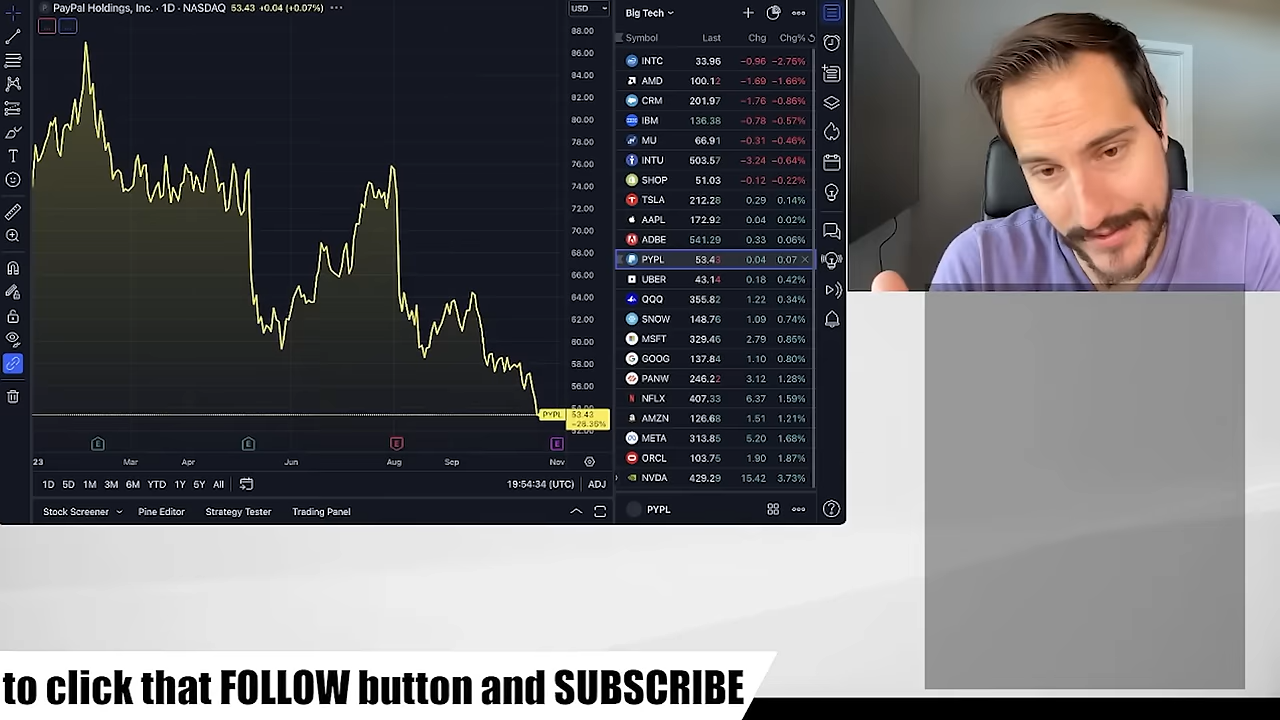 PayPal Holdings, Inc. · 1D · NASDAQ 53.43 +0.04 (+0.07%)
USD
88.00
86.00
84.00
82.00
80.00
78.00
76.00
74.00
72.00
70.00
68.00
66.00
64.00
62.00
60.00
58.00
56.00
PYPL 53.43
−26.35%
E E E E
23 Mar Apr Jun Aug Sep Nov
1D 5D 1M 3M 6M YTD 1Y 5Y All 19:54:34 (UTC) ADJ
Stock Screener Pine Editor Strategy Tester Trading Panel
Big Tech
Symbol Last Chg Chg%
INTC 33.96 −0.96 −2.75%
AMD 100.12 −1.69 −1.66%
CRM 201.97 −1.76 −0.86%
IBM 136.38 −0.78 −0.57%
MU 66.91 −0.31 −0.46%
INTU 503.57 −3.24 −0.64%
SHOP 51.03 −0.12 −0.22%
TSLA 212.28 0.29 0.14%
AAPL 172.92 0.04 0.02%
ADBE 541.29 0.33 0.06%
PYPL 53.43 0.04 0.07
UBER 43.14 0.18 0.42%
QQQ 355.82 1.22 0.34%
SNOW 148.76 1.09 0.74%
MSFT 329.46 2.79 0.85%
GOOG 137.84 1.10 0.80%
PANW 246.22 3.12 1.28%
NFLX 407.33 6.37 1.59%
AMZN 126.68 1.51 1.21%
META 313.85 5.20 1.68%
ORCL 103.75 1.90 1.87%
NVDA 429.29 15.42 3.73%
PYPL
to click that FOLLOW button and SUBSCRIBE